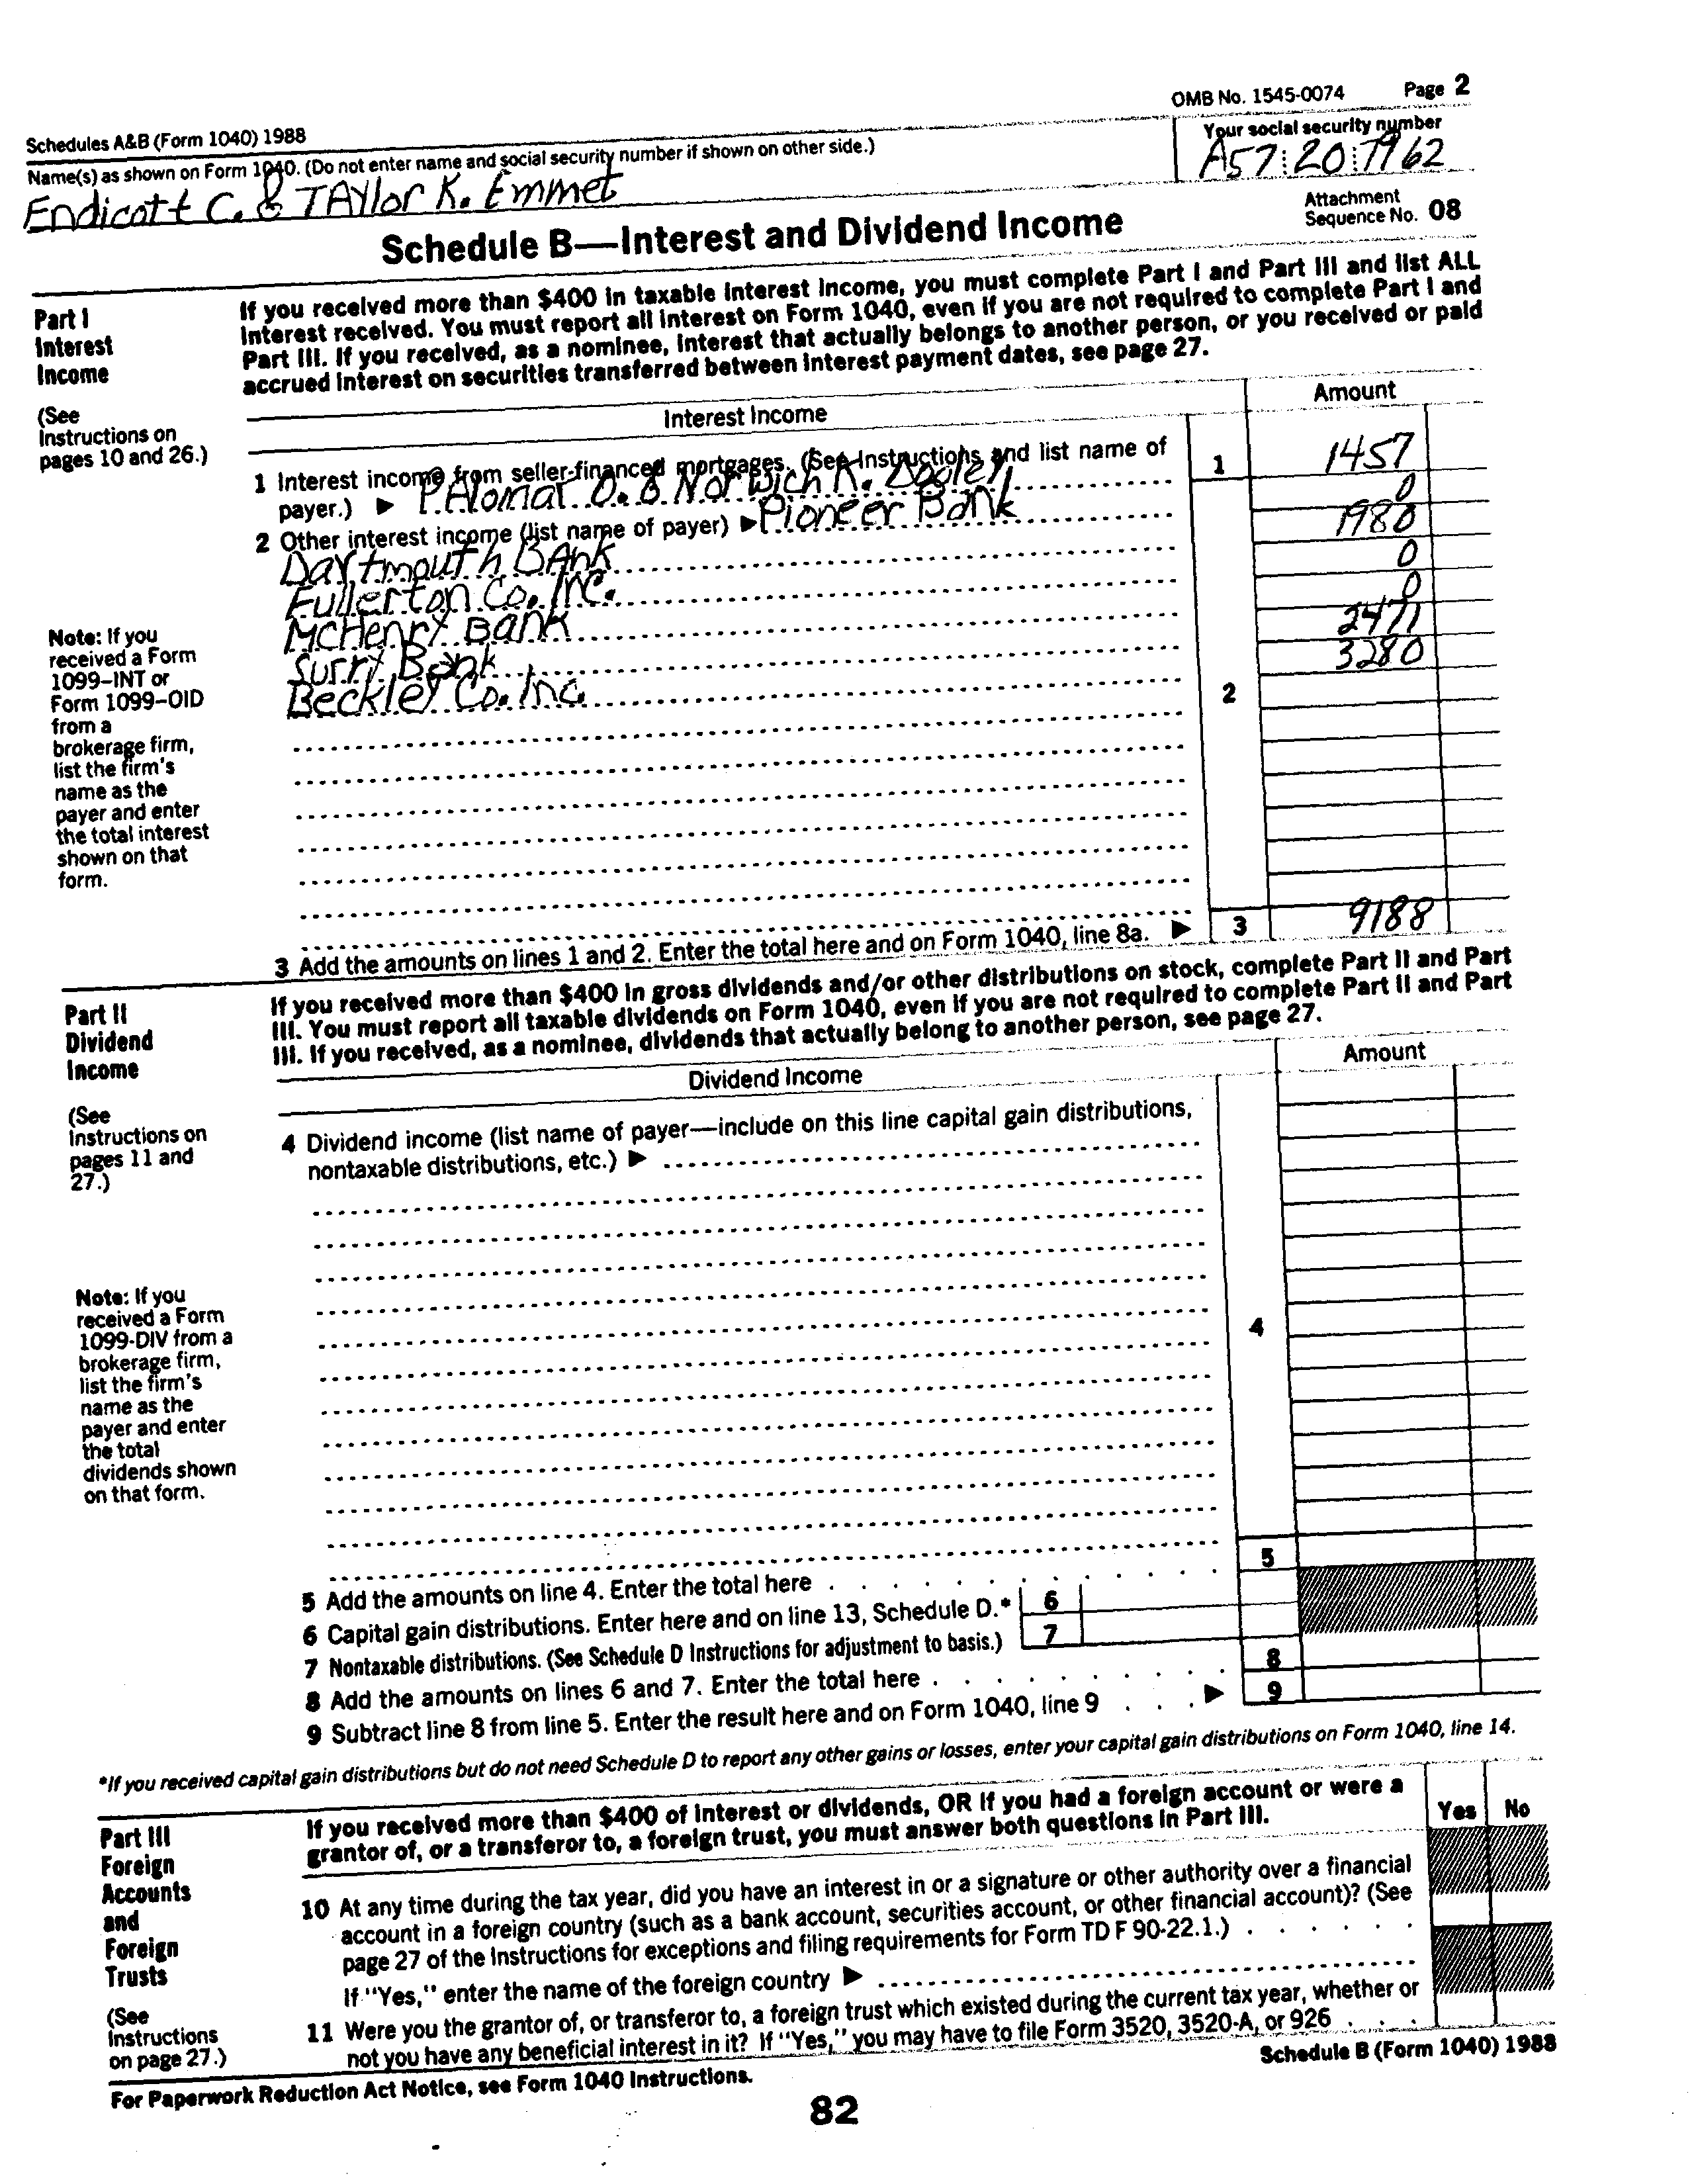 OMB No. 1545-0074 Page 2
Schedules A&B (Form 1040) 1988
Name(s) as shown on Form 1040. (Do not enter name and social security number if shown on other side.)
Your social security number
Endicott C. & TAYlor K. Emmet
A57:20:7962
Attachment
Sequence No. 08
Schedule B—Interest and Dividend Income
Part I
Interest
Income
(See
Instructions on
pages 10 and 26.)
Note: If you
received a Form
1099–INT or
Form 1099–OID
from a
brokerage firm,
list the firm's
name as the
payer and enter
the total interest
shown on that
form.
If you received more than $400 in taxable interest income, you must complete Part I and Part III and list ALL
interest received. You must report all interest on Form 1040, even if you are not required to complete Part I and
Part III. If you received, as a nominee, interest that actually belongs to another person, or you received or paid
accrued interest on securities transferred between interest payment dates, see page 27.
Interest Income
Amount
1 Interest income from seller-financed mortgages. (See Instructions and list name of
payer.) ▶ PAlomar O. & Norwich K. Dooley
1 1457
2 Other interest income (list name of payer) ▶ Pioneer Bank 0
Dartmouth BAnk 1980
Fullerton Co. Inc. 0
McHenry Bank 0
Surry Bank 2471
Beckley Co. Inc. 3280
2
3 Add the amounts on lines 1 and 2. Enter the total here and on Form 1040, line 8a. ▶ 3 9188
Part II
Dividend
Income
(See
Instructions on
pages 11 and
27.)
Note: If you
received a Form
1099-DIV from a
brokerage firm,
list the firm's
name as the
payer and enter
the total
dividends shown
on that form.
If you received more than $400 in gross dividends and/or other distributions on stock, complete Part II and Part
III. You must report all taxable dividends on Form 1040, even if you are not required to complete Part II and Part
III. If you received, as a nominee, dividends that actually belong to another person, see page 27.
Dividend Income
Amount
4 Dividend income (list name of payer—include on this line capital gain distributions,
nontaxable distributions, etc.) ▶
4
5 Add the amounts on line 4. Enter the total here 5
6 Capital gain distributions. Enter here and on line 13, Schedule D.* 6
7 Nontaxable distributions. (See Schedule D Instructions for adjustment to basis.) 7
8 Add the amounts on lines 6 and 7. Enter the total here 8
9 Subtract line 8 from line 5. Enter the result here and on Form 1040, line 9 ▶ 9
*If you received capital gain distributions but do not need Schedule D to report any other gains or losses, enter your capital gain distributions on Form 1040, line 14.
Part III
Foreign
Accounts
and
Foreign
Trusts
(See
Instructions
on page 27.)
If you received more than $400 of interest or dividends, OR if you had a foreign account or were a
grantor of, or a transferor to, a foreign trust, you must answer both questions in Part III.
Yes No
10 At any time during the tax year, did you have an interest in or a signature or other authority over a financial
account in a foreign country (such as a bank account, securities account, or other financial account)? (See
page 27 of the Instructions for exceptions and filing requirements for Form TD F 90-22.1.)
If "Yes," enter the name of the foreign country ▶
11 Were you the grantor of, or transferor to, a foreign trust which existed during the current tax year, whether or
not you have any beneficial interest in it? If "Yes," you may have to file Form 3520, 3520-A, or 926
For Paperwork Reduction Act Notice, see Form 1040 Instructions.
Schedule B (Form 1040) 1988
82